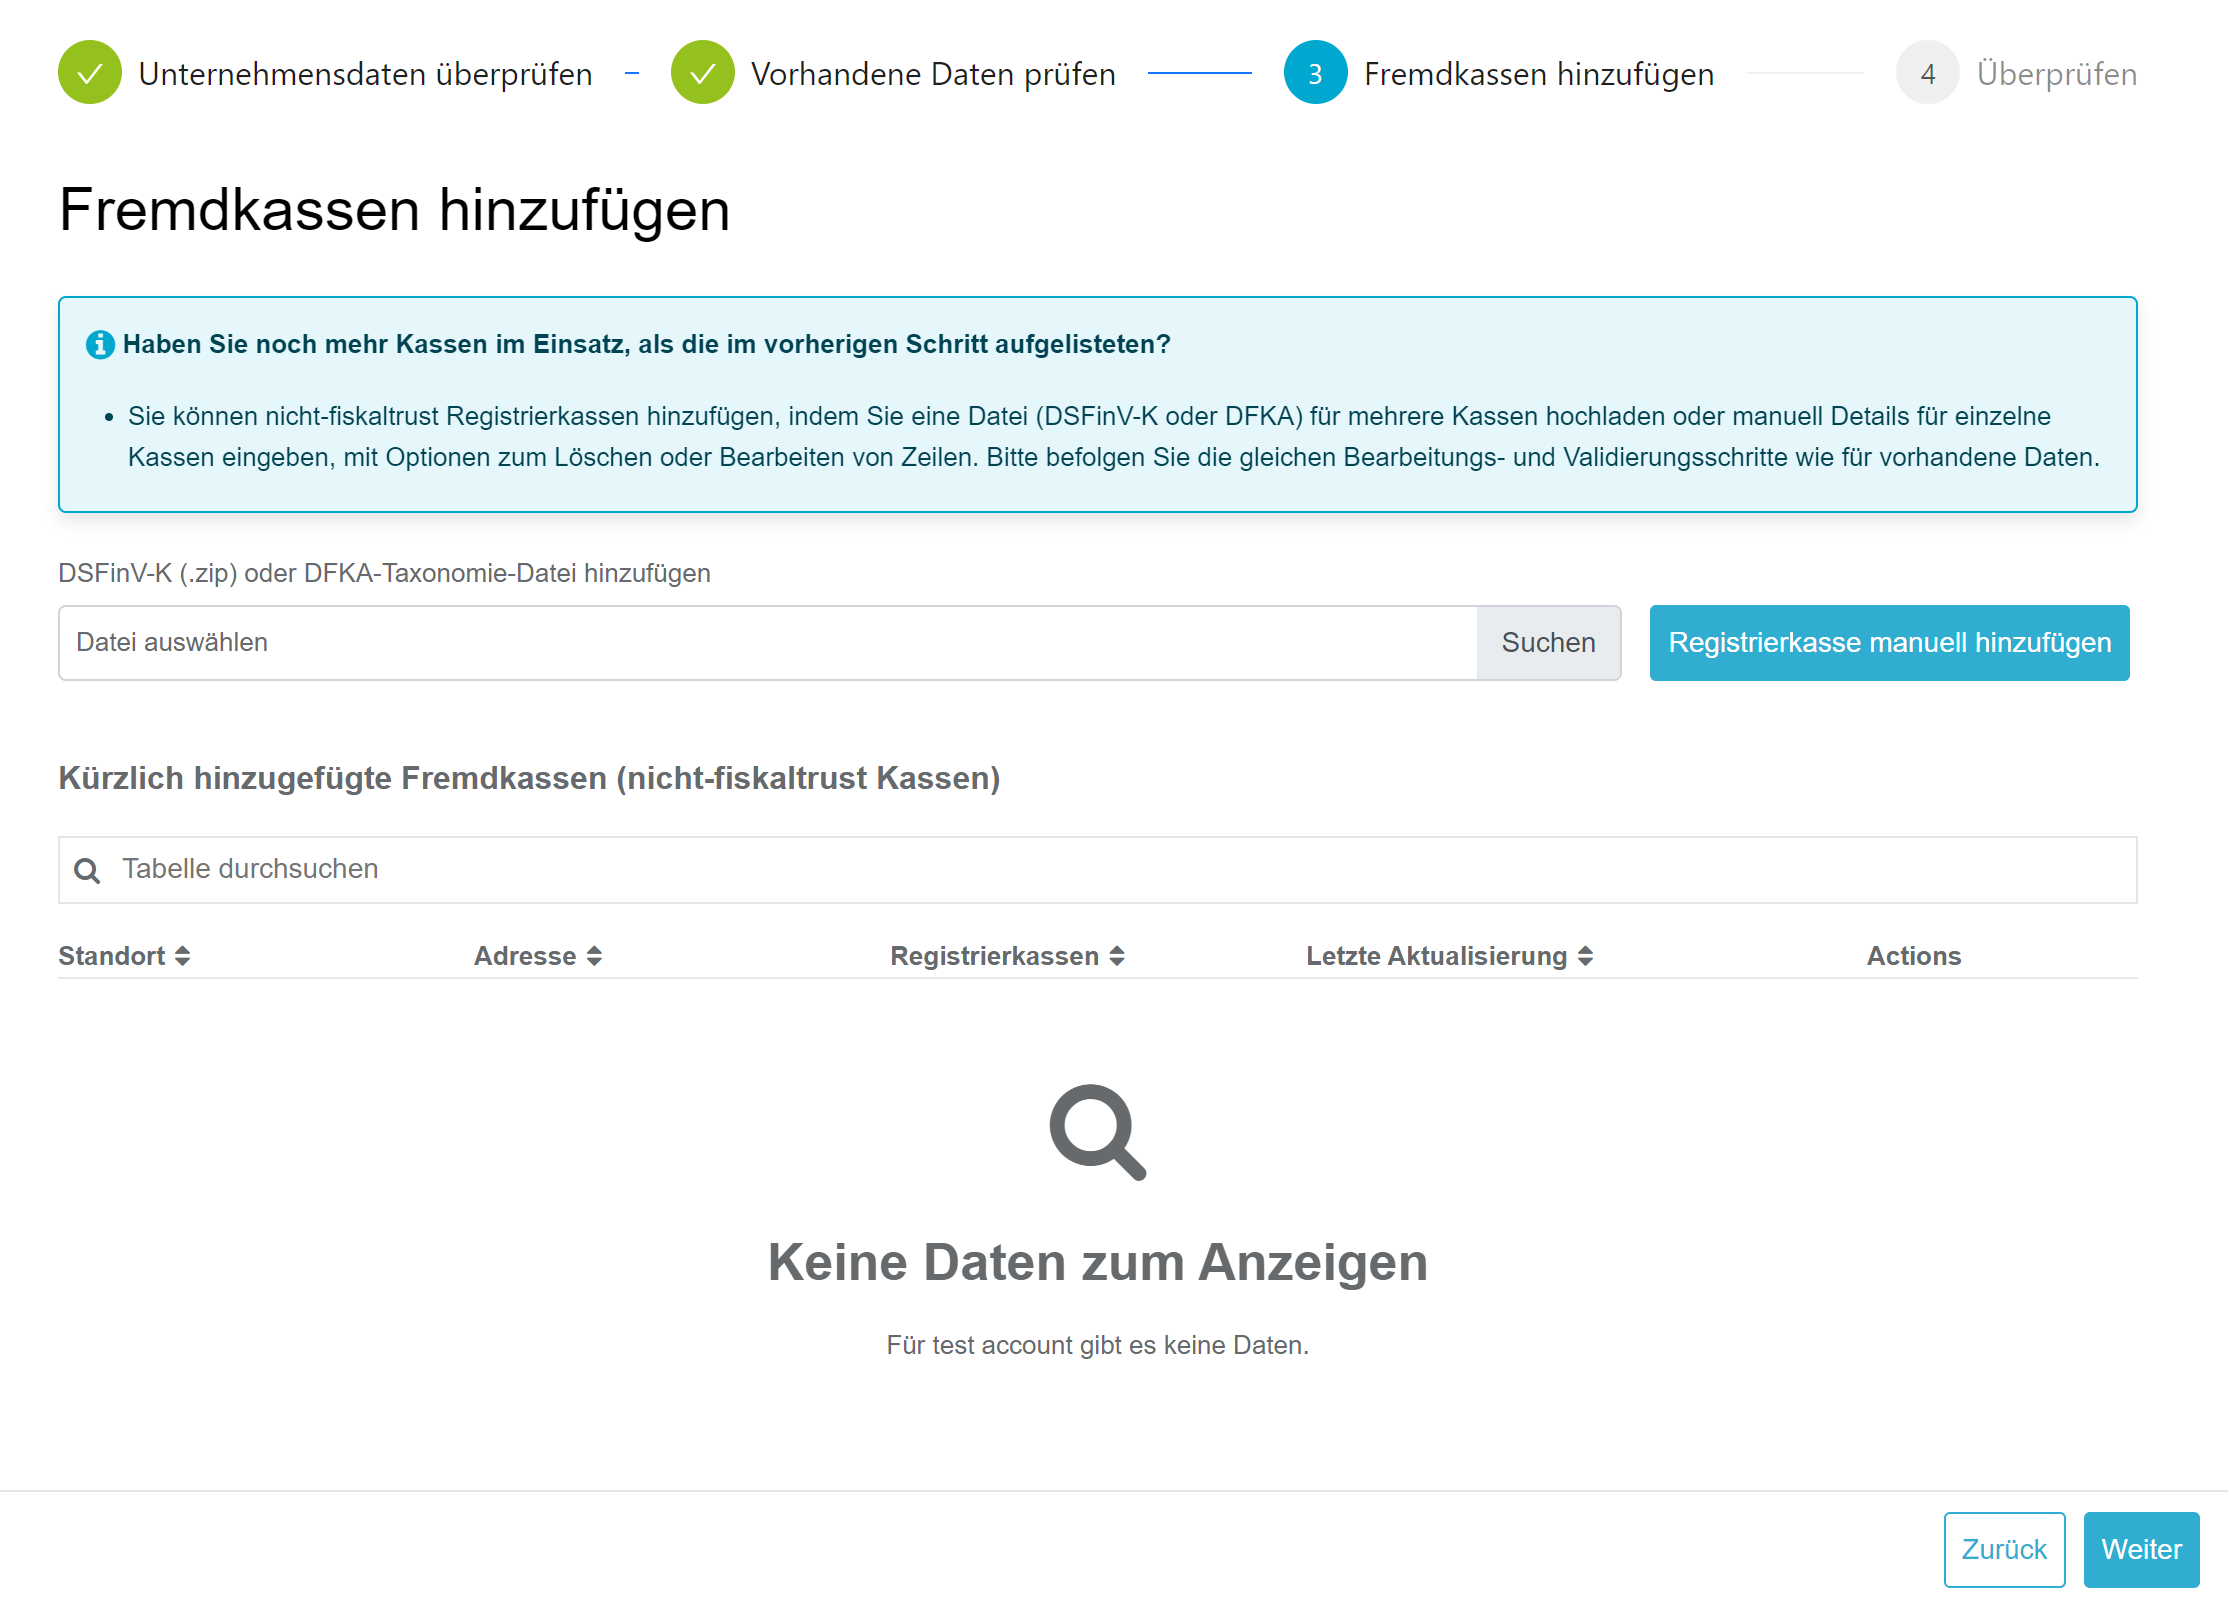 Unternehmensdaten überprüfen
Vorhandene Daten prüfen
3 Fremdkassen hinzufügen
4 Überprüfen
Fremdkassen hinzufügen
Haben Sie noch mehr Kassen im Einsatz, als die im vorherigen Schritt aufgelisteten?
• Sie können nicht-fiskaltrust Registrierkassen hinzufügen, indem Sie eine Datei (DSFinV-K oder DFKA) für mehrere Kassen hochladen oder manuell Details für einzelne
Kassen eingeben, mit Optionen zum Löschen oder Bearbeiten von Zeilen. Bitte befolgen Sie die gleichen Bearbeitungs- und Validierungsschritte wie für vorhandene Daten.
DSFinV-K (.zip) oder DFKA-Taxonomie-Datei hinzufügen
Datei auswählen
Suchen
Registrierkasse manuell hinzufügen
Kürzlich hinzugefügte Fremdkassen (nicht-fiskaltrust Kassen)
Tabelle durchsuchen
Standort Adresse Registrierkassen Letzte Aktualisierung Actions
Keine Daten zum Anzeigen
Für test account gibt es keine Daten.
Zurück
Weiter